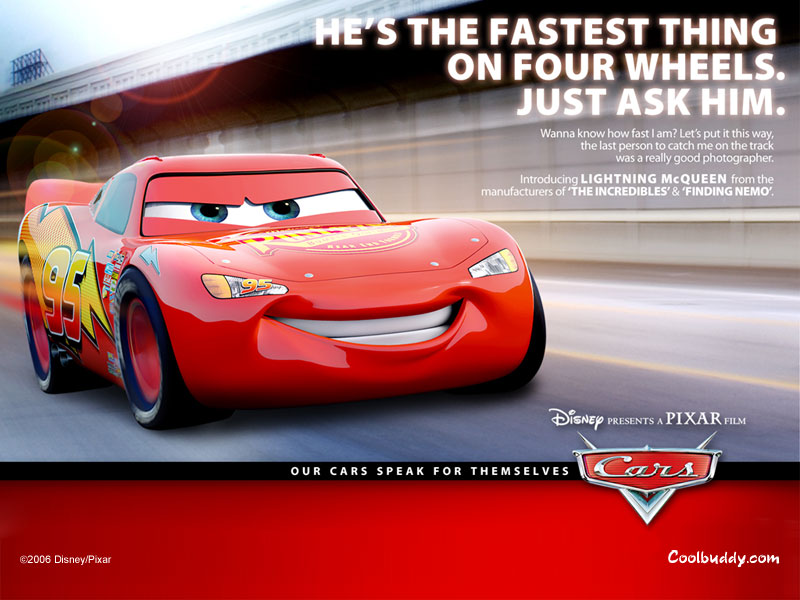 HE'S THE FASTEST THING
ON FOUR WHEELS.
JUST ASK HIM.
Wanna know how fast I am? Let's put it this way,
the last person to catch me on the track
was a really good photographer.
Introducing LIGHTNING McQUEEN from the
manufacturers of 'THE INCREDIBLES' & 'FINDING NEMO'.
95
95
DISNEY PRESENTS A PIXAR FILM
OUR CARS SPEAK FOR THEMSELVES
Cars
©2006 Disney/Pixar
Coolbuddy.com